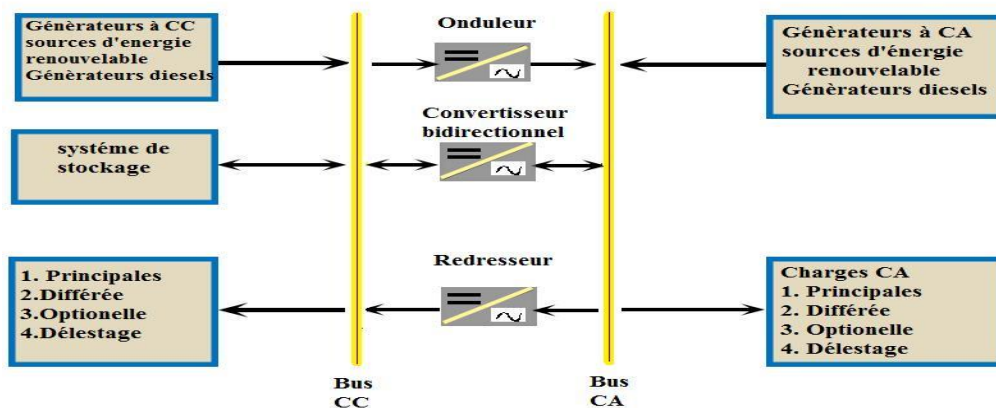 Génèrateurs à CC
sources d'energie
renouvelable
Génèrateurs diesels
Onduleur
Génèrateurs à CA
sources d'énergie
renouvelable
Génèrateurs diesels
systéme de
stockage
Convertisseur
bidirectionnel
1. Principales
2.Différée
3.Optionelle
4.Délestage
Redresseur
Charges CA
1. Principales
2. Différée
3. Optionelle
4. Délestage
Bus
CC
Bus
CA